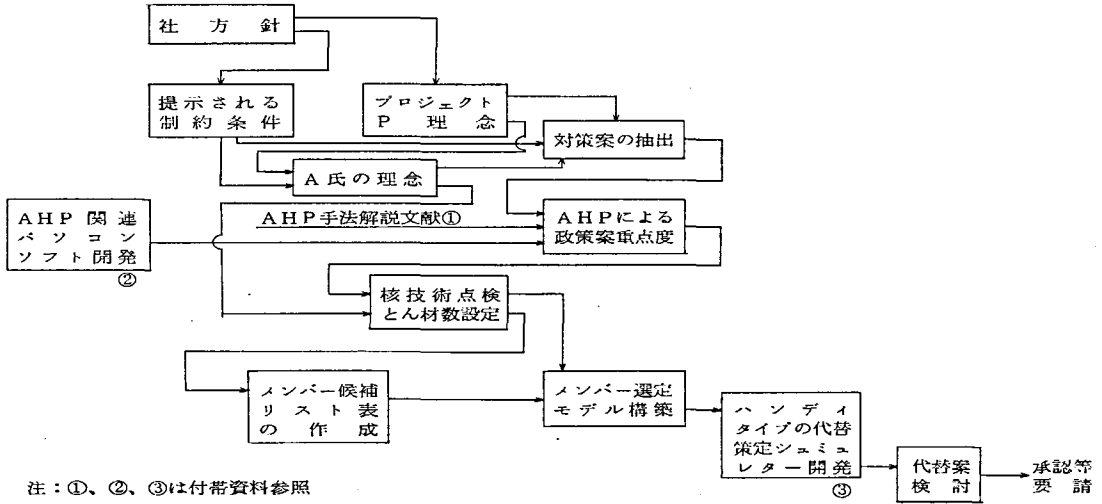 社方針
提示される
制約条件
プロジェクト
P理念
対策案の抽出
A氏の理念
AHP関連
パソコン
ソフト開発
②
AHP手法解説文献①
AHPによる
政策案重点度
核技術点検
とん材数設定
メンバー候補
リスト表
の作成
メンバー選定
モデル構築
ハンディ
タイプの代替
策定シュミュ
レター開発
③
代替案
検討
承認等
要請
注：①、②、③は付帯資料参照